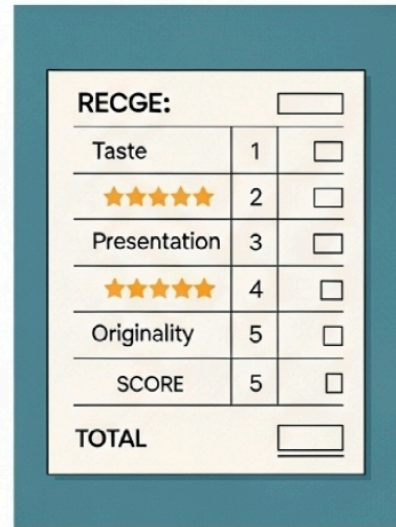 RECGE:
Taste 1
2
Presentation 3
4
Originality 5
SCORE 5
TOTAL